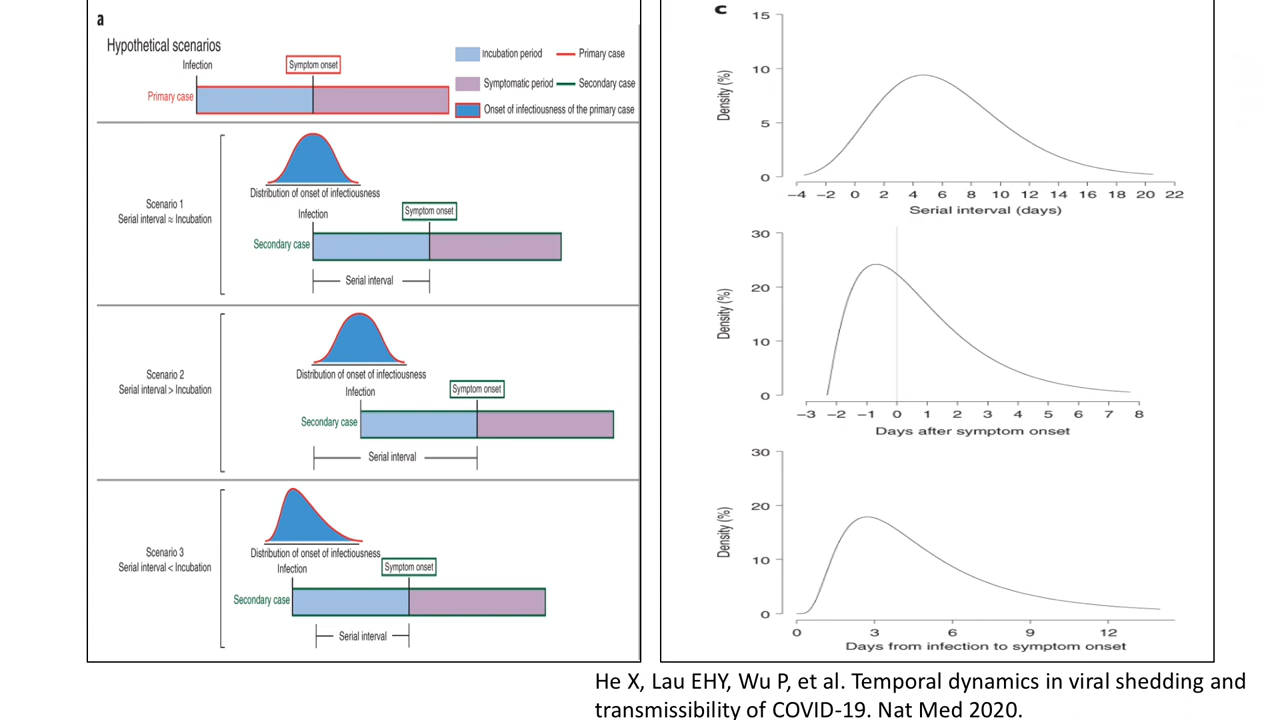 a
Hypothetical scenarios
Infection
Symptom onset
Primary case
Incubation period
Primary case
Symptomatic period
Secondary case
Onset of infectiousness of the primary case
Distribution of onset of infectiousness
Scenario 1
Serial interval ≈ Incubation
Infection
Symptom onset
Secondary case
Serial interval
Distribution of onset of infectiousness
Scenario 2
Serial interval > Incubation
Infection
Symptom onset
Secondary case
Serial interval
Distribution of onset of infectiousness
Scenario 3
Serial interval < Incubation
Infection
Symptom onset
Secondary case
Serial interval
c
Density (%)
15
10
5
0
−4 −2 0 2 4 6 8 10 12 14 16 18 20 22
Serial interval (days)
Density (%)
30
20
10
0
−3 −2 −1 0 1 2 3 4 5 6 7 8
Days after symptom onset
Density (%)
30
20
10
0
0 3 6 9 12
Days from infection to symptom onset
He X, Lau EHY, Wu P, et al. Temporal dynamics in viral shedding and
transmissibility of COVID-19. Nat Med 2020.